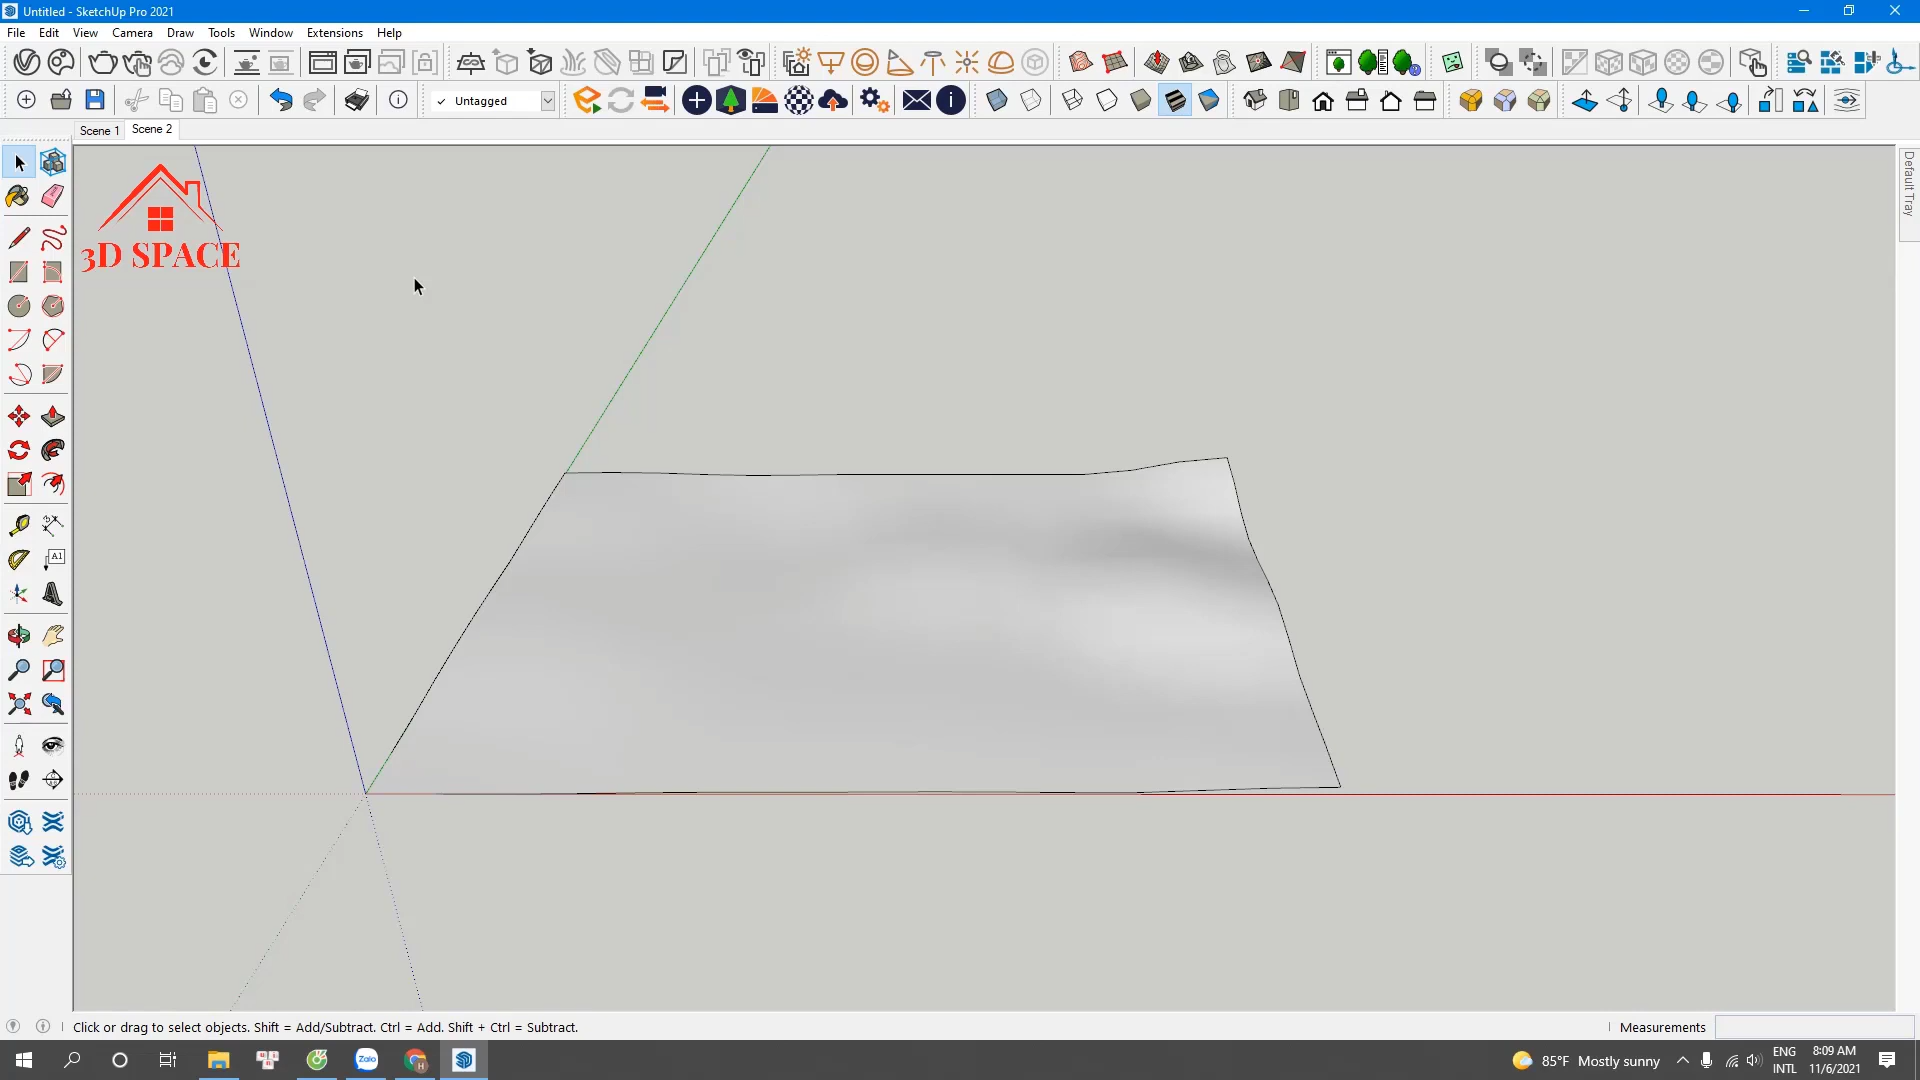 Untitled - SketchUp Pro 2021
File Edit View Camera Draw Tools Window Extensions Help
✓ Untagged
Scene 1 Scene 2
Default Tray
3D SPACE
A1
Click or drag to select objects. Shift = Add/Subtract. Ctrl = Add. Shift + Ctrl = Subtract.
Measurements
Zalo
H
85°F Mostly sunny
ENG
INTL
8:09 AM
11/6/2021